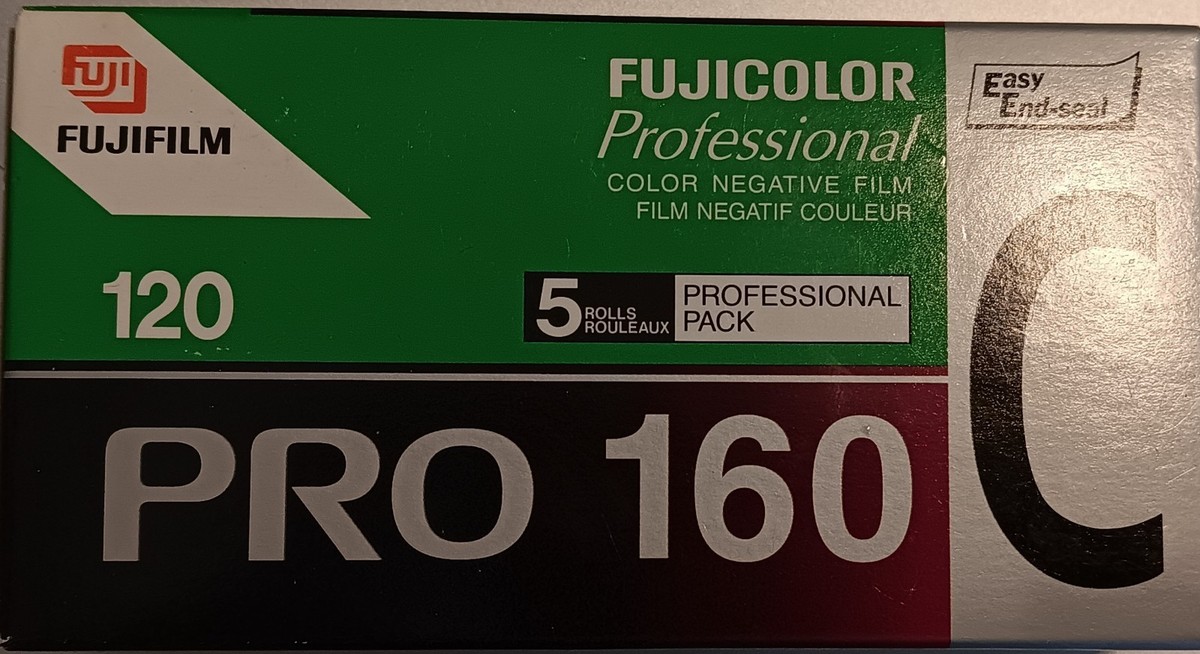 FUJI
FUJIFILM
FUJICOLOR
Professional
COLOR NEGATIVE FILM
FILM NEGATIF COULEUR
120
5 ROLLS
ROULEAUX
PROFESSIONAL
PACK
PRO 160
Easy
End-seal
C